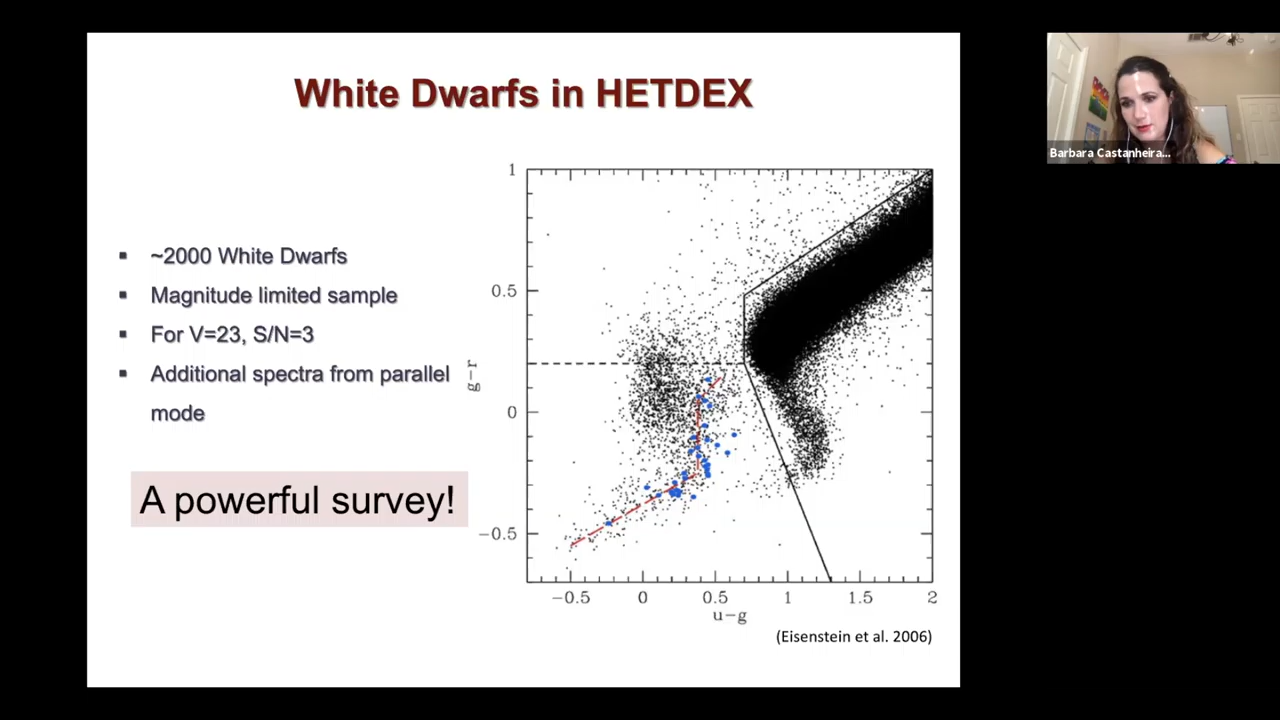 White Dwarfs in HETDEX
~2000 White Dwarfs
Magnitude limited sample
For V=23, S/N=3
Additional spectra from parallel
mode
A powerful survey!
1
0.5
0
−0.5
g−r
−0.5 0 0.5 1 1.5 2
u−g
(Eisenstein et al. 2006)
Barbara Castanheira...